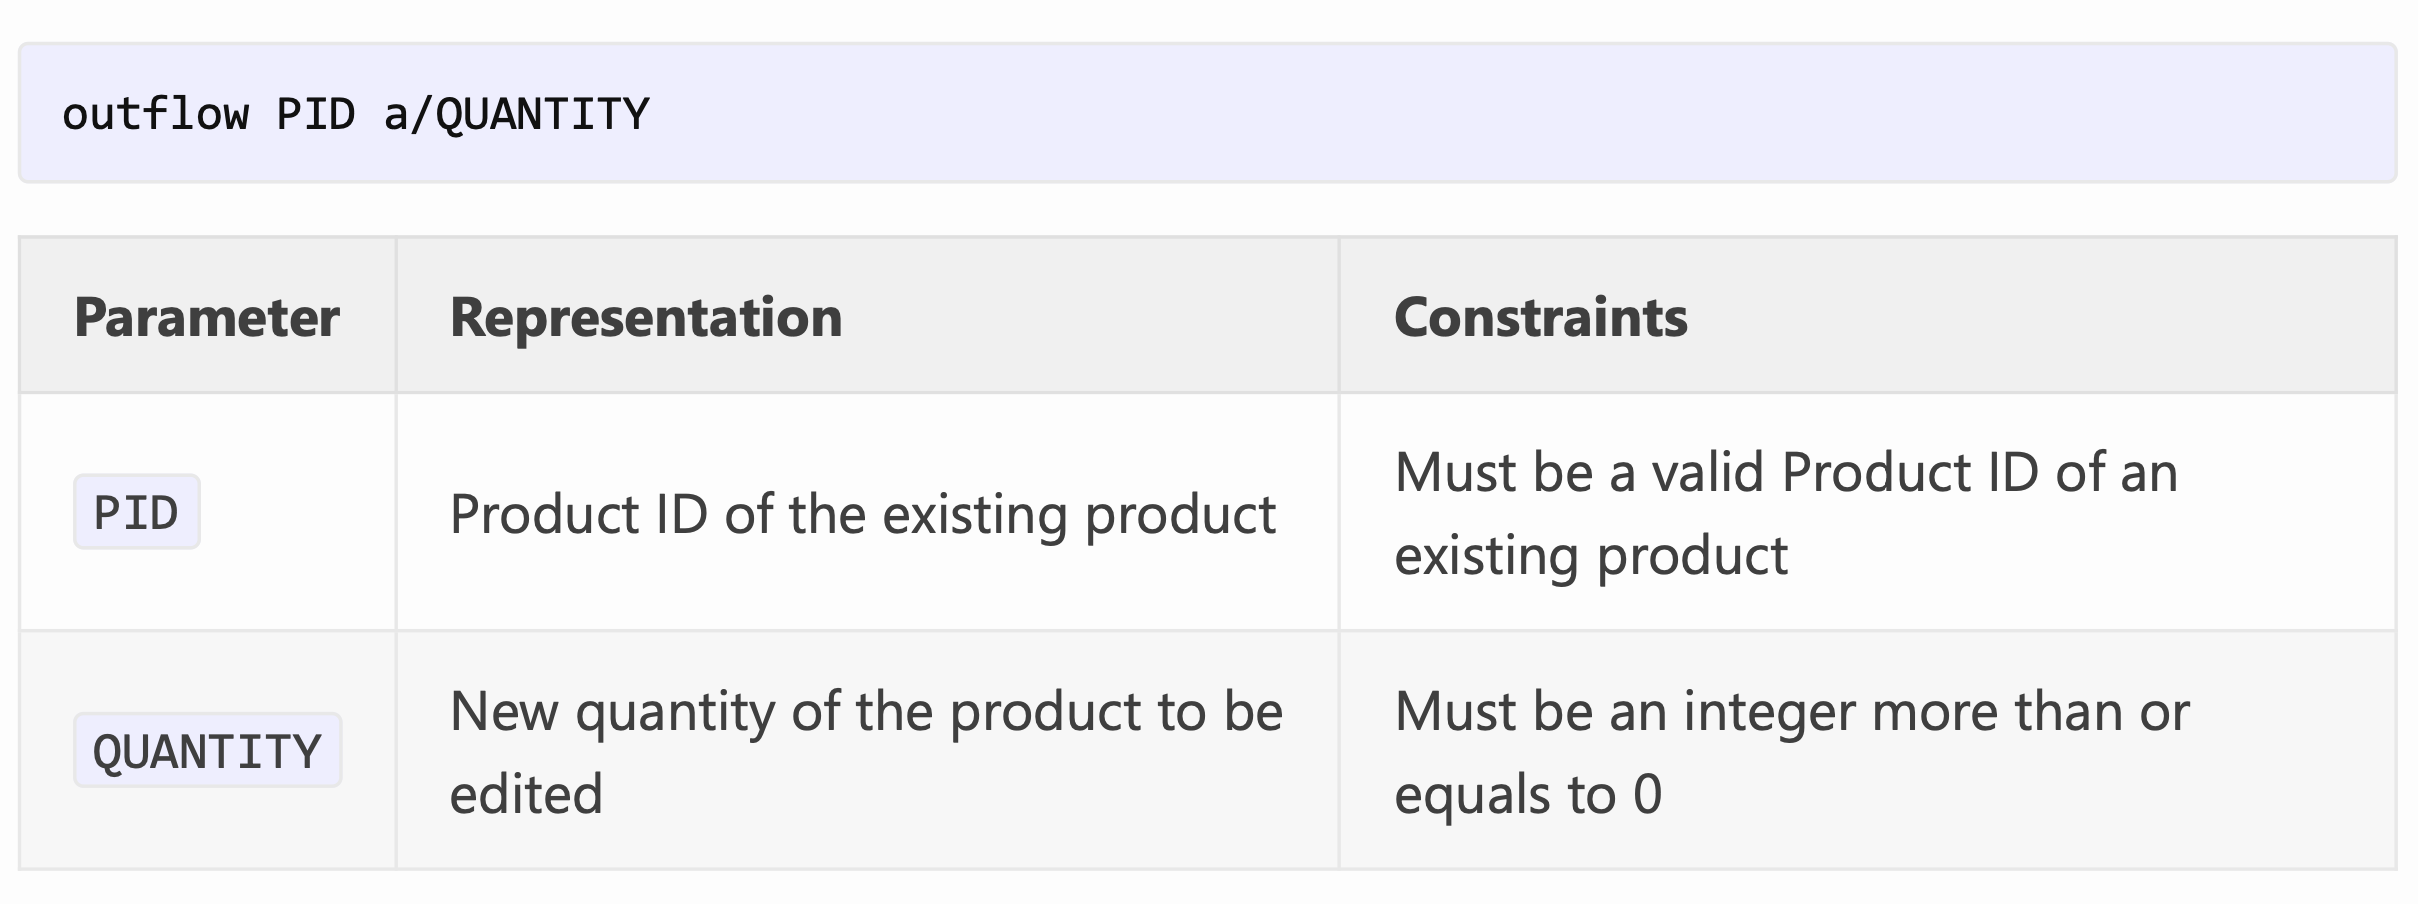 outflow PID a/QUANTITY
Parameter Representation Constraints
PID Product ID of the existing product Must be a valid Product ID of an
existing product
QUANTITY New quantity of the product to be Must be an integer more than or
edited equals to 0